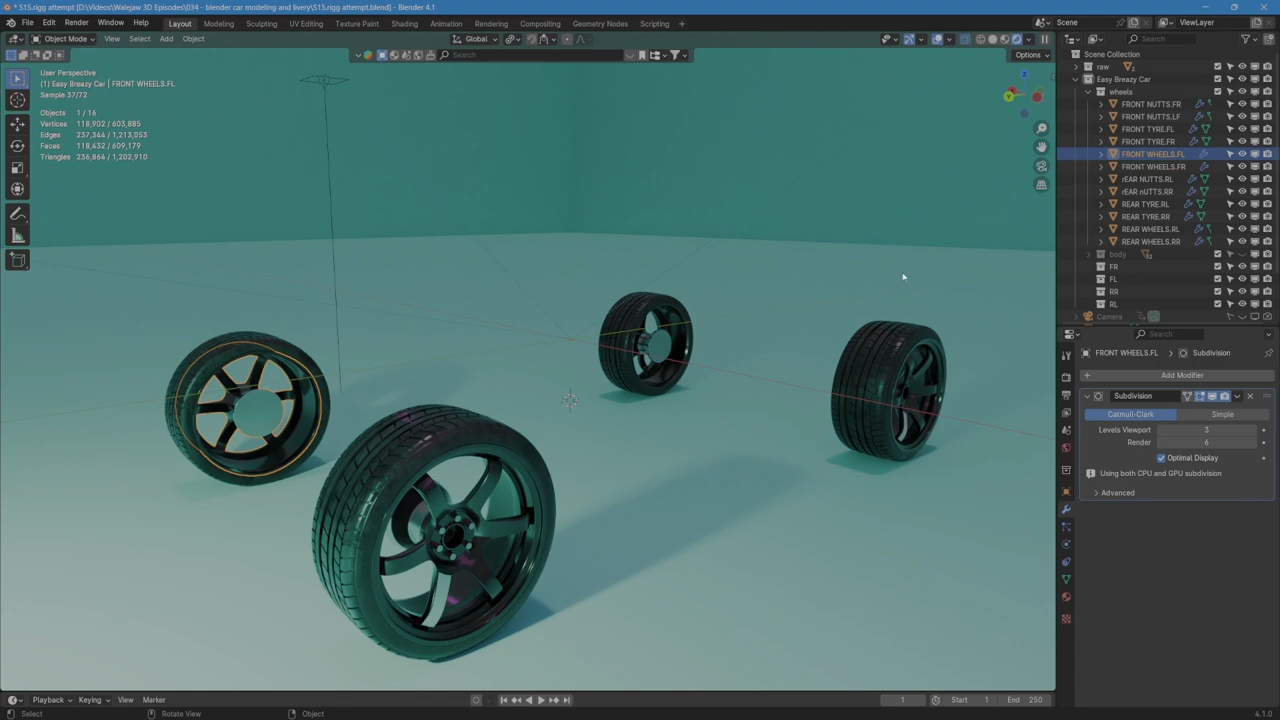 * S15.rigg attempt [D:\Videos\Walejaw 3D Episodes\034 - blender car modeling and livery\S15.rigg attempt.blend] - Blender 4.1
File Edit Render Window Help
Layout Modeling Sculpting UV Editing Texture Paint Shading Animation Rendering Compositing Geometry Nodes Scripting +
Scene ViewLayer
Object Mode View Select Add Object
Global
Search
Options
Search
User Perspective
(1) Easy Breazy Car | FRONT WHEELS.FL
Sample 37/72
Objects 1 / 16
Vertices 118,902 / 603,885
Edges 237,344 / 1,213,053
Faces 118,432 / 609,179
Triangles 236,864 / 1,202,910
Z
Y
Scene Collection
raw 2
Easy Breazy Car
wheels
FRONT NUTTS.FR
FRONT NUTTS.LF
FRONT TYRE.FL
FRONT TYRE.FR
FRONT WHEELS.FL
FRONT WHEELS.FR
rEAR NUTTS.RL
rEAR nUTTS.RR
REAR TYRE.RL
REAR TYRE.RR
REAR WHEELS.RL
REAR WHEELS.RR
body 32
FR
FL
RR
RL
Camera
Search
FRONT WHEELS.FL > Subdivision
+ Add Modifier
Subdivision
Catmull-Clark Simple
Levels Viewport 3
Render 6
Optimal Display
Using both CPU and GPU subdivision
Advanced
Playback Keying View Marker
1 Start 1 End 250
Select Rotate View Object
4.1.0